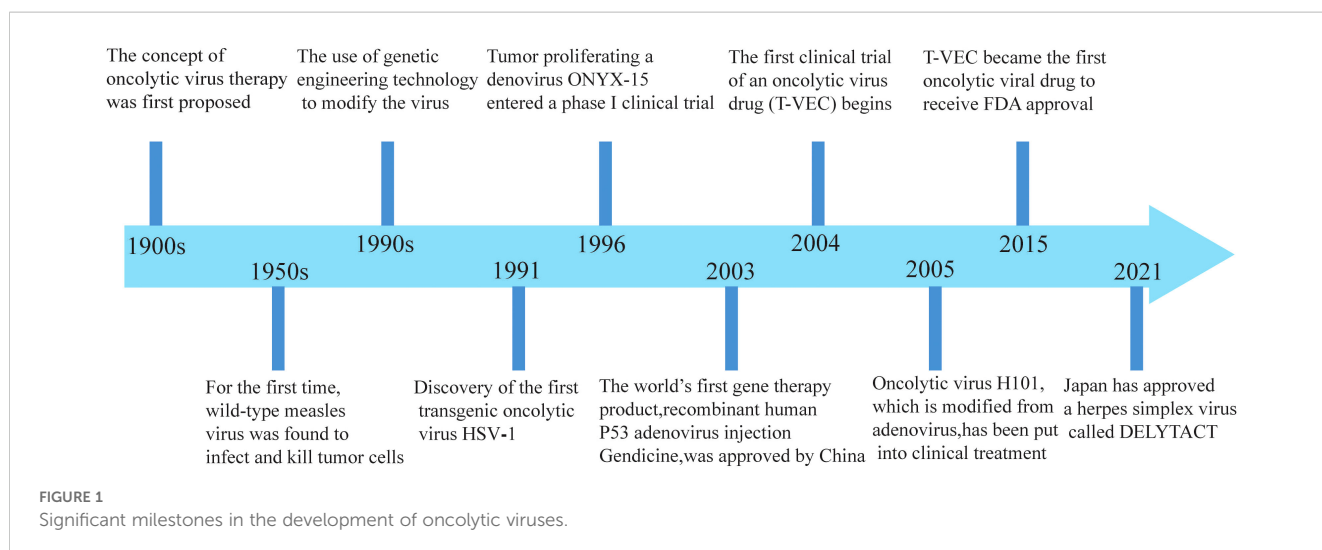 The concept of
oncolytic virus therapy
was first proposed
The use of genetic
engineering technology
to modify the virus
Tumor proliferating a
denovirus ONYX-15
entered a phase I clinical trial
The first clinical trial
of an oncolytic virus
drug (T-VEC) begins
T-VEC became the first
oncolytic viral drug to
receive FDA approval
1900s
1950s
1990s
1991
1996
2003
2004
2005
2015
2021
For the first time,
wild-type measles
virus was found to
infect and kill tumor cells
Discovery of the first
transgenic oncolytic
virus HSV-1
The world's first gene therapy
product,recombinant human
P53 adenovirus injection
Gendicine,was approved by China
Oncolytic virus H101,
which is modified from
adenovirus,has been put
into clinical treatment
Japan has approved
a herpes simplex virus
called DELYTACT
FIGURE 1
Significant milestones in the development of oncolytic viruses.